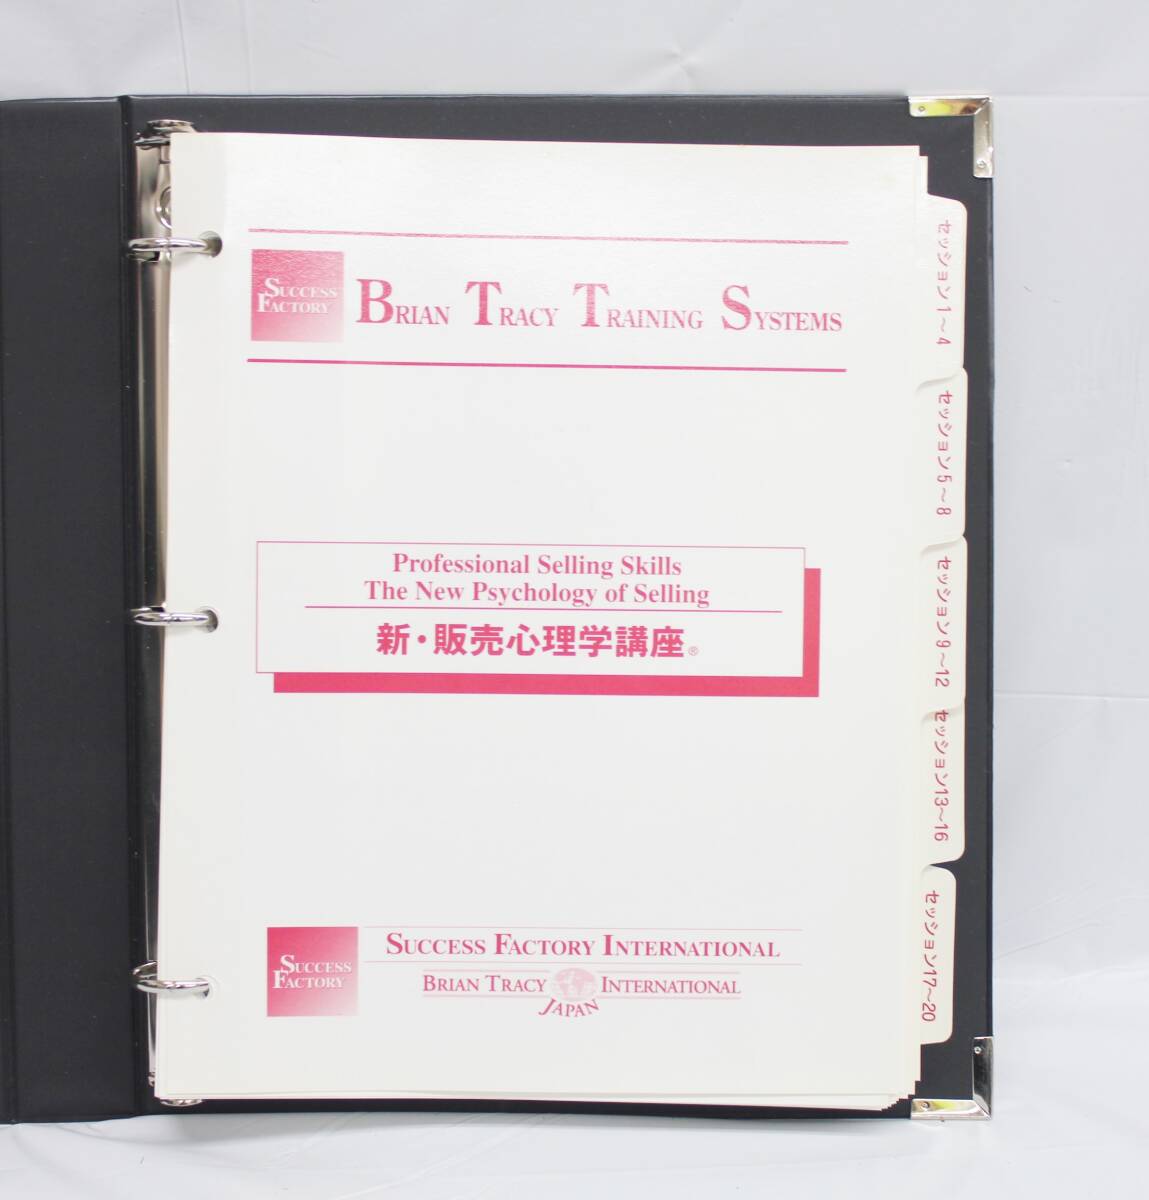 SUCCESS
FACTORY
BRIAN TRACY TRAINING SYSTEMS
Professional Selling Skills
The New Psychology of Selling
新・販売心理学講座®
SUCCESS
FACTORY
SUCCESS FACTORY INTERNATIONAL
BRIAN TRACY INTERNATIONAL
JAPAN
セッション1～4
セッション5～8
セッション9～12
セッション13～16
セッション17～20